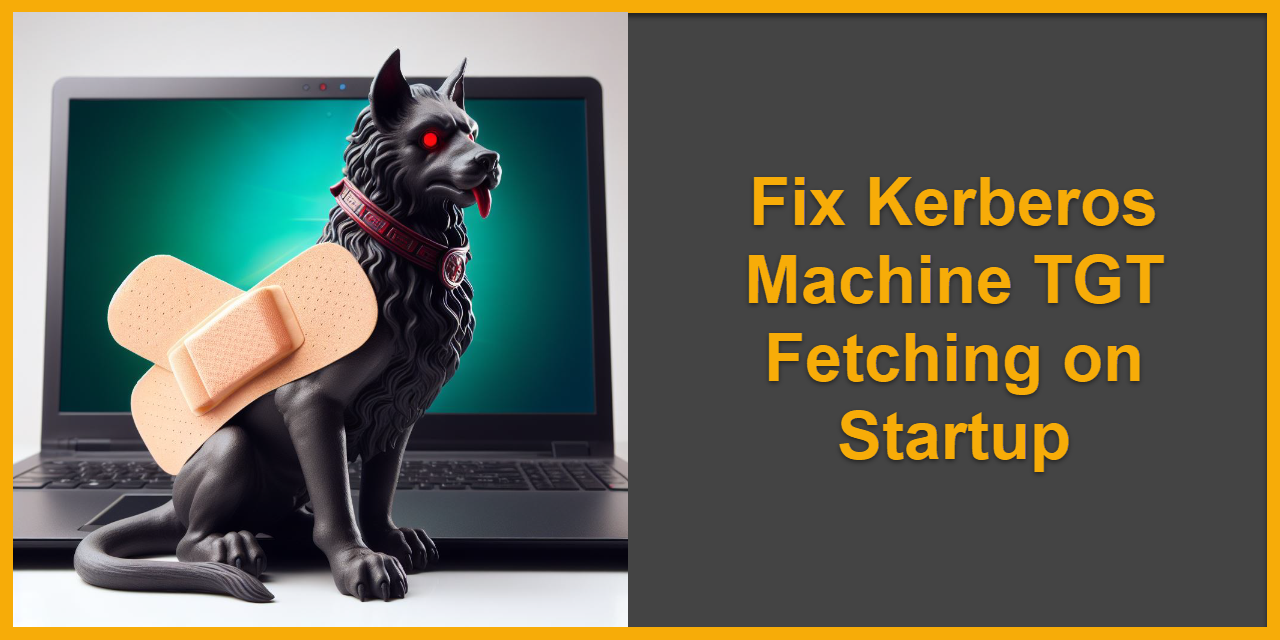 Fix Kerberos
Machine TGT
Fetching on
Startup